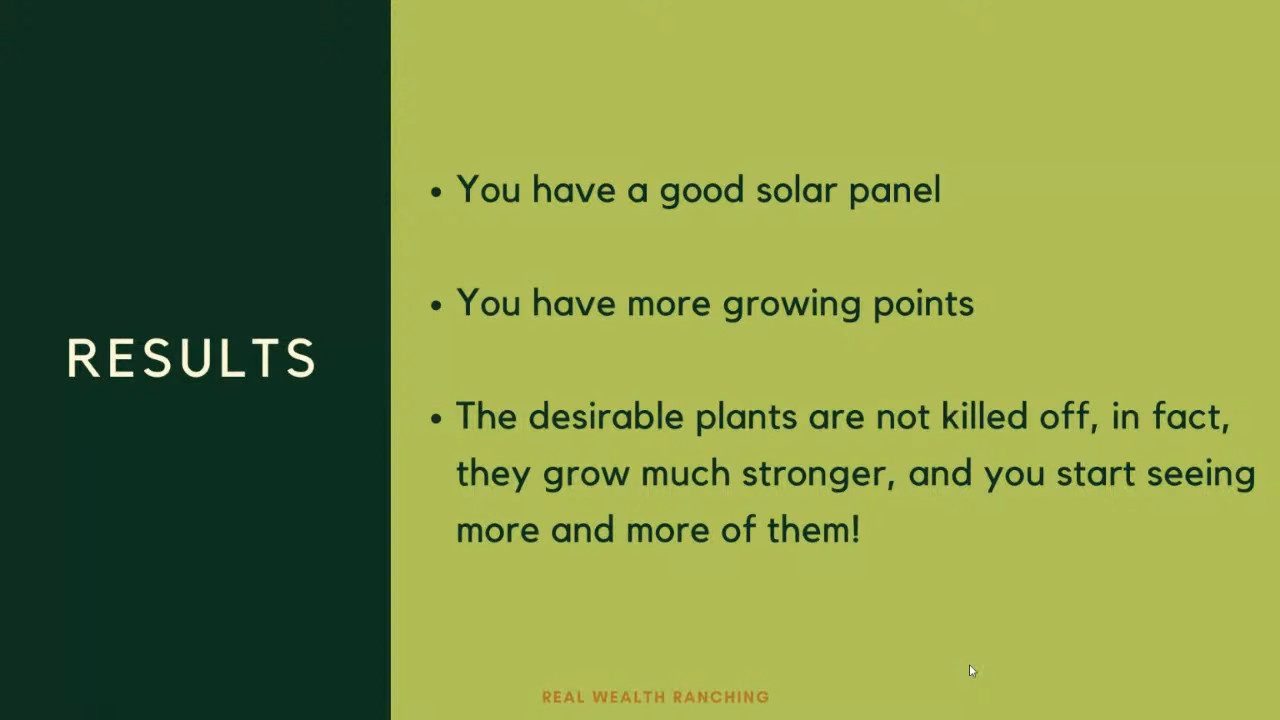 RESULTS
• You have a good solar panel
• You have more growing points
• The desirable plants are not killed off, in fact,
they grow much stronger, and you start seeing
more and more of them!
REAL WEALTH RANCHING